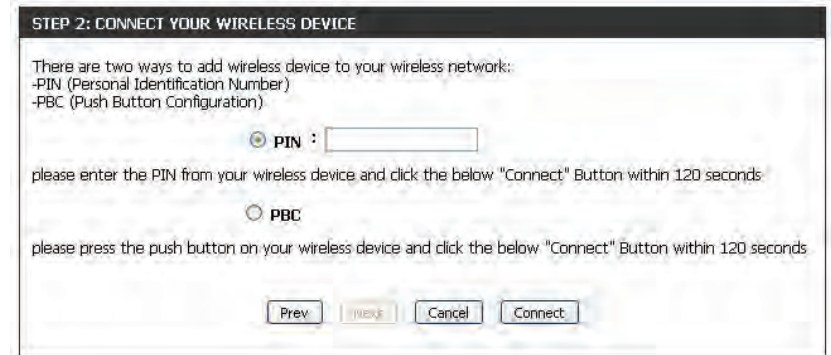 STEP 2: CONNECT YOUR WIRELESS DEVICE
There are two ways to add wireless device to your wireless network:
-PIN (Personal Identification Number)
-PBC (Push Button Configuration)
PIN :
please enter the PIN from your wireless device and click the below "Connect" Button within 120 seconds
PBC
please press the push button on your wireless device and click the below "Connect" Button within 120 seconds
Prev Next Cancel Connect